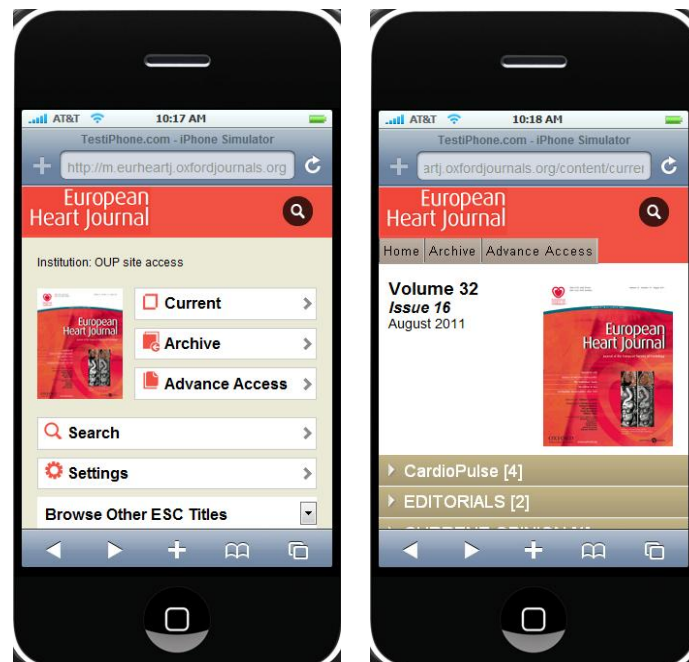 AT&T 10:17 AM
TestiPhone.com - iPhone Simulator
http://m.eurheartj.oxfordjournals.org
European
Heart Journal
Institution: OUP site access
European
Heart Journal
Current
Archive
Advance Access
Search
Settings
Browse Other ESC Titles
AT&T 10:18 AM
TestiPhone.com - iPhone Simulator
artj.oxfordjournals.org/content/currer
European
Heart Journal
Home Archive Advance Access
Volume 32
Issue 16
August 2011
European
Heart Journal
CardioPulse [4]
EDITORIALS [2]